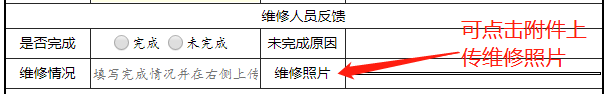 维修人员反馈
是否完成 完成 未完成 未完成原因
维修情况 填写完成情况并在右侧上传 维修照片
可点击附件上
传维修照片